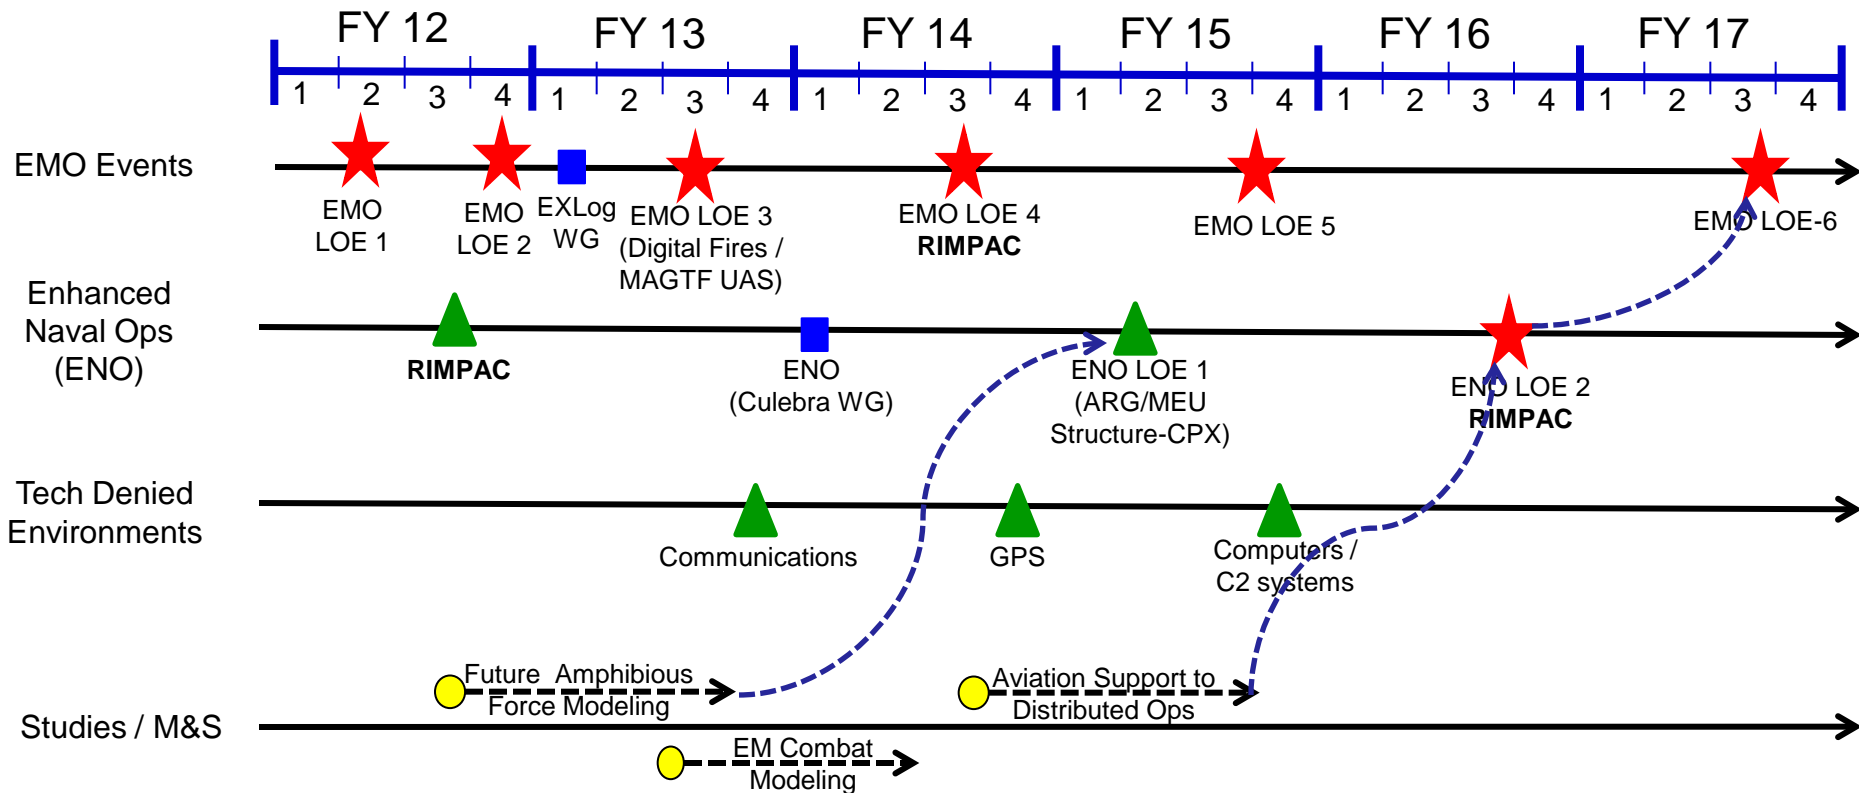 FY 12
FY 13
FY 14
FY 15
FY 16
FY 17
1 2 3 4 1 2 3 4 1 2 3 4 1 2 3 4 1 2 3 4 1 2 3 4
EMO Events
EMO
LOE 1
EMO
LOE 2
EXLog
WG
EMO LOE 3
(Digital Fires /
MAGTF UAS)
EMO LOE 4
RIMPAC
EMO LOE 5
EMO LOE-6
Enhanced
Naval Ops
(ENO)
RIMPAC
ENO
(Culebra WG)
ENO LOE 1
(ARG/MEU
Structure-CPX)
ENO LOE 2
RIMPAC
Tech Denied
Environments
Communications
GPS
Computers /
C2 systems
Studies / M&S
Future Amphibious
Force Modeling
Aviation Support to
Distributed Ops
EM Combat
Modeling